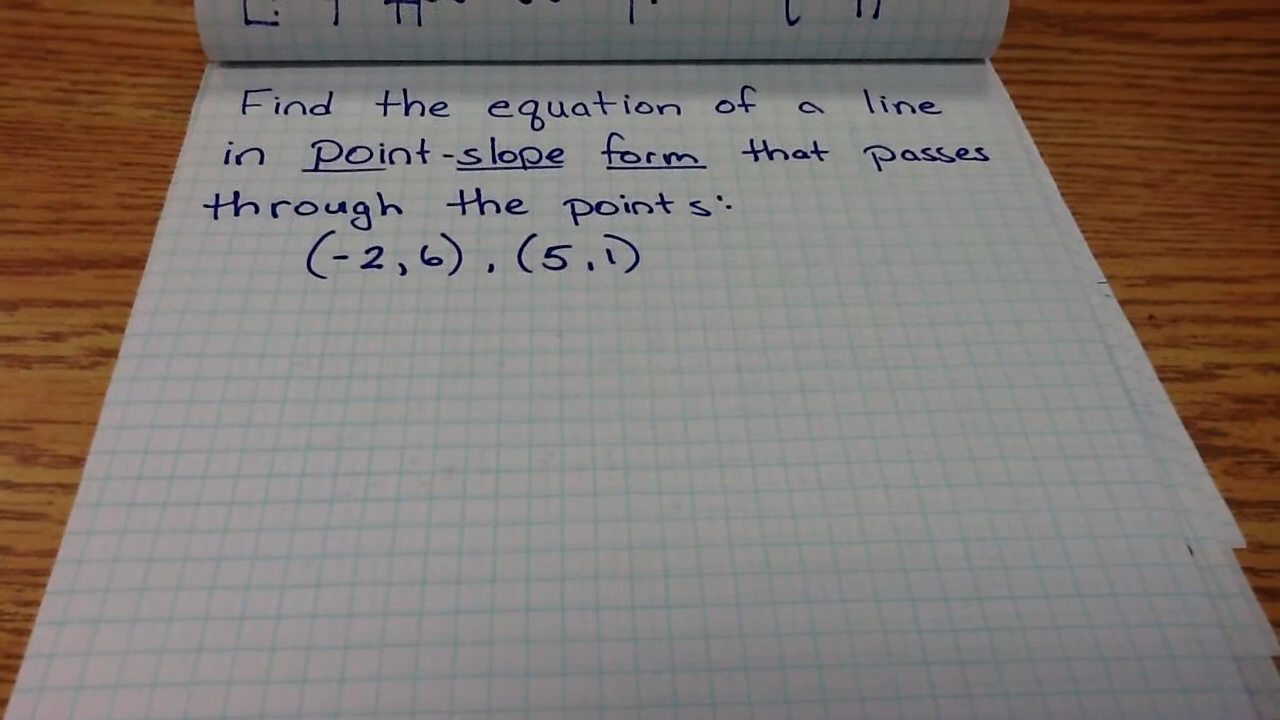 Find the equation of a line
in point-slope form that passes
through the points:
(-2,6), (5,1)